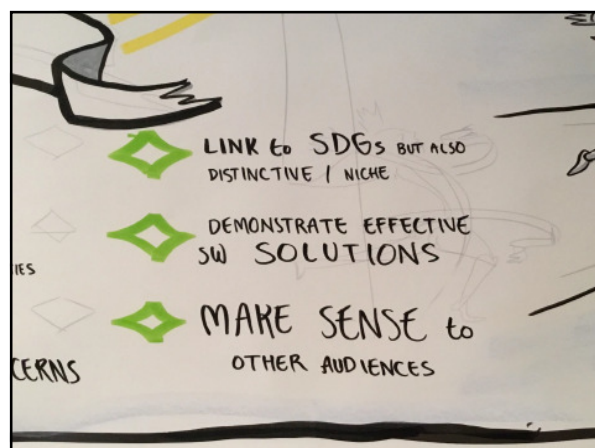 LINK to SDGs BUT ALSO
DISTINCTIVE / NICHE
DEMONSTRATE EFFECTIVE
SW SOLUTIONS
IES
MAKE SENSE to
OTHER AUDIENCES
CERNS